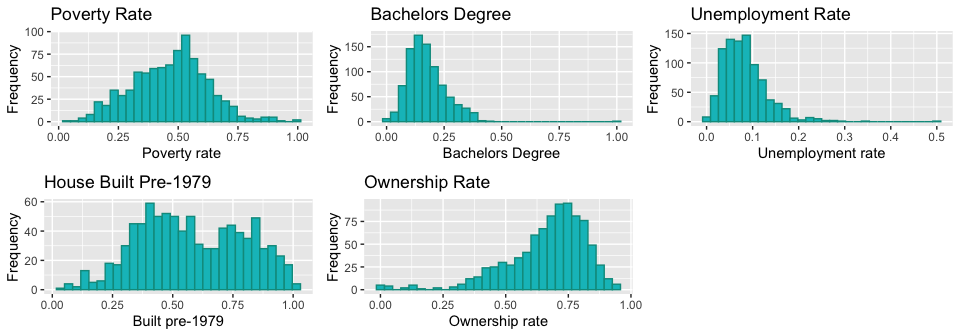 Poverty Rate
Frequency
100
75
50
25
0
0.00 0.25 0.50 0.75 1.00
Poverty rate
Bachelors Degree
Frequency
150
100
50
0
0.00 0.25 0.50 0.75 1.00
Bachelors Degree
Unemployment Rate
Frequency
150
100
50
0
0.0 0.1 0.2 0.3 0.4 0.5
Unemployment rate
House Built Pre-1979
Frequency
60
40
20
0
0.00 0.25 0.50 0.75 1.00
Built pre-1979
Ownership Rate
Frequency
75
50
25
0
0.00 0.25 0.50 0.75 1.00
Ownership rate